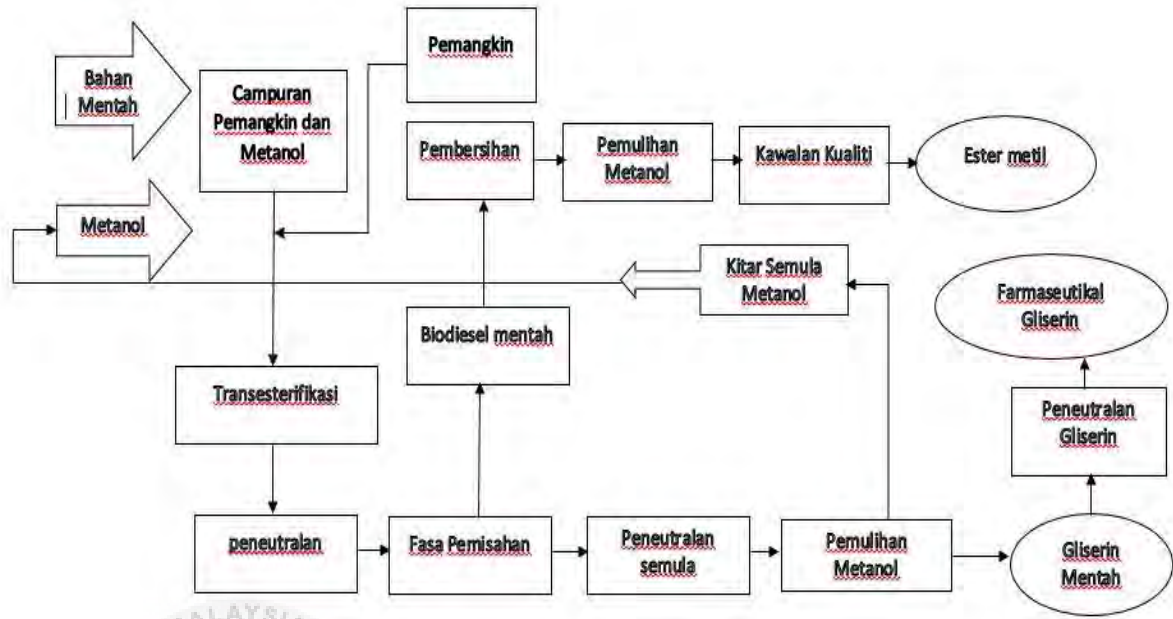 Bahan
Mentah
Campuran
Pemangkin dan
Metanol
Pemangkin
Pembersihan
Pemulihan
Metanol
Kawalan Kualiti
Ester metil
Metanol
Kitar Semula
Metanol
Farmaseutikal
Gliserin
Biodiesel mentah
Transesterifikasi
Peneutralan
Gliserin
peneutralan
Fasa Pemisahan
Peneutralan
semula
Pemulihan
Metanol
Gliserin
Mentah